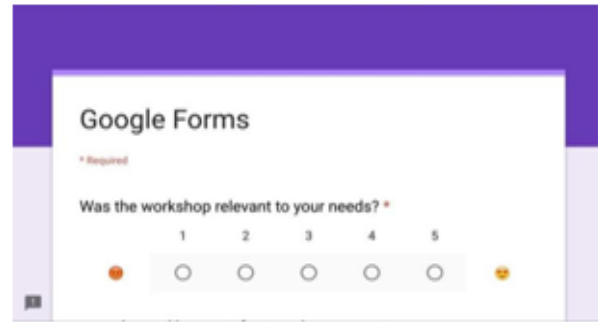 Google Forms
* Required
Was the workshop relevant to your needs? *
1 2 3 4 5